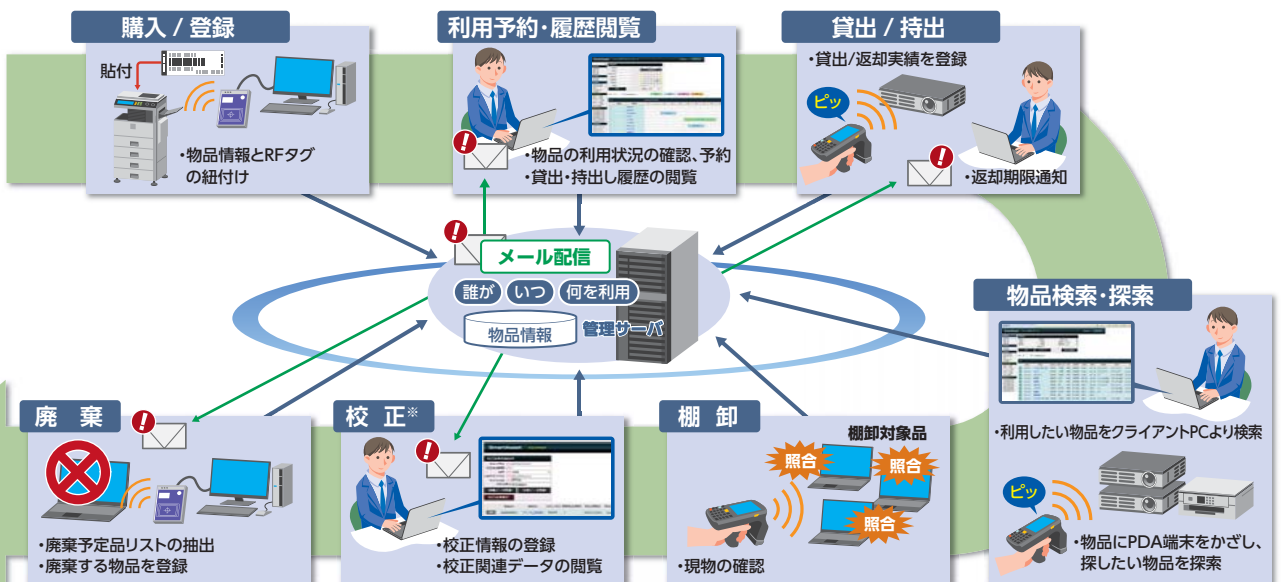 購入 / 登録
貼付
・物品情報とRFタグ
の紐付け
利用予約・履歴閲覧
・物品の利用状況の確認、予約
・貸出・持出し履歴の閲覧
貸出 / 持出
・貸出/返却実績を登録
ピッ
・返却期限通知
メール配信
誰が
いつ
何を利用
物品情報
管理サーバ
物品検索・探索
・利用したい物品をクライアントPCより検索
ピッ
・物品にPDA端末をかざし、
探したい物品を探索
廃 棄
・廃棄予定品リストの抽出
・廃棄する物品を登録
校 正※
・校正情報の登録
・校正関連データの閲覧
棚 卸
棚卸対象品
照合
照合
照合
・現物の確認